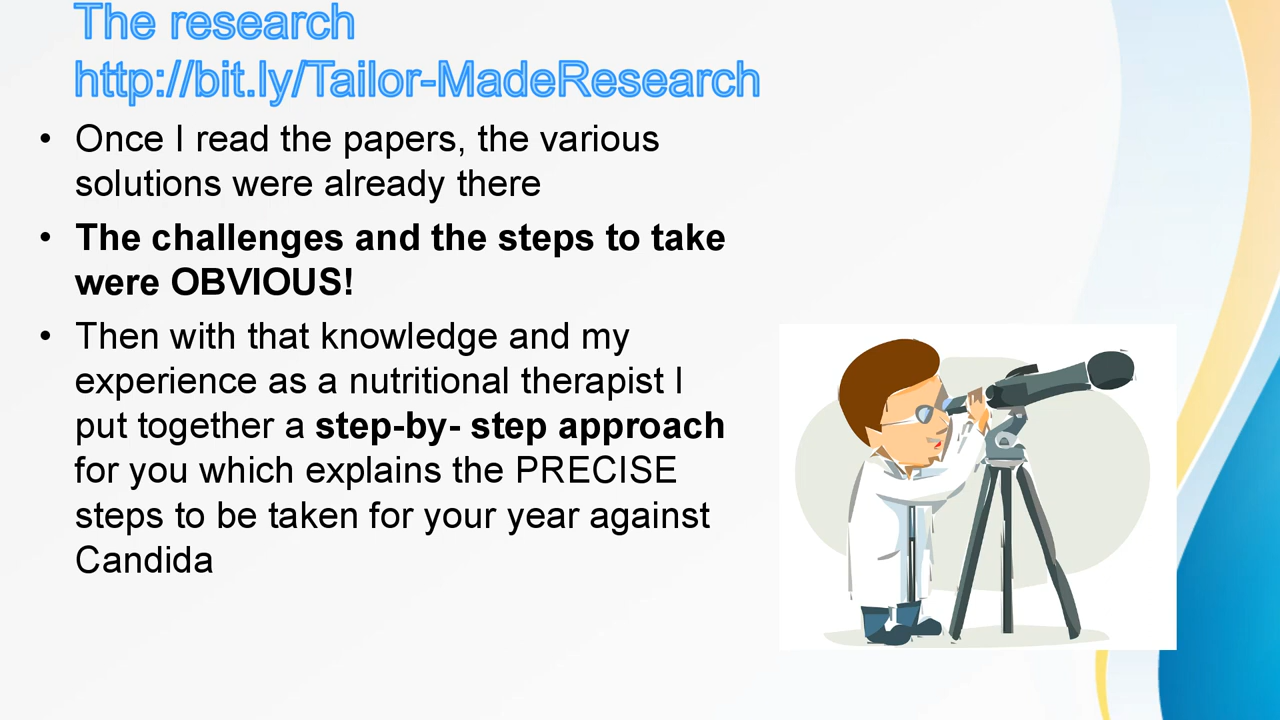 The research
http://bit.ly/Tailor-MadeResearch
• Once I read the papers, the various
solutions were already there
• The challenges and the steps to take
were OBVIOUS!
• Then with that knowledge and my
experience as a nutritional therapist I
put together a step-by- step approach
for you which explains the PRECISE
steps to be taken for your year against
Candida